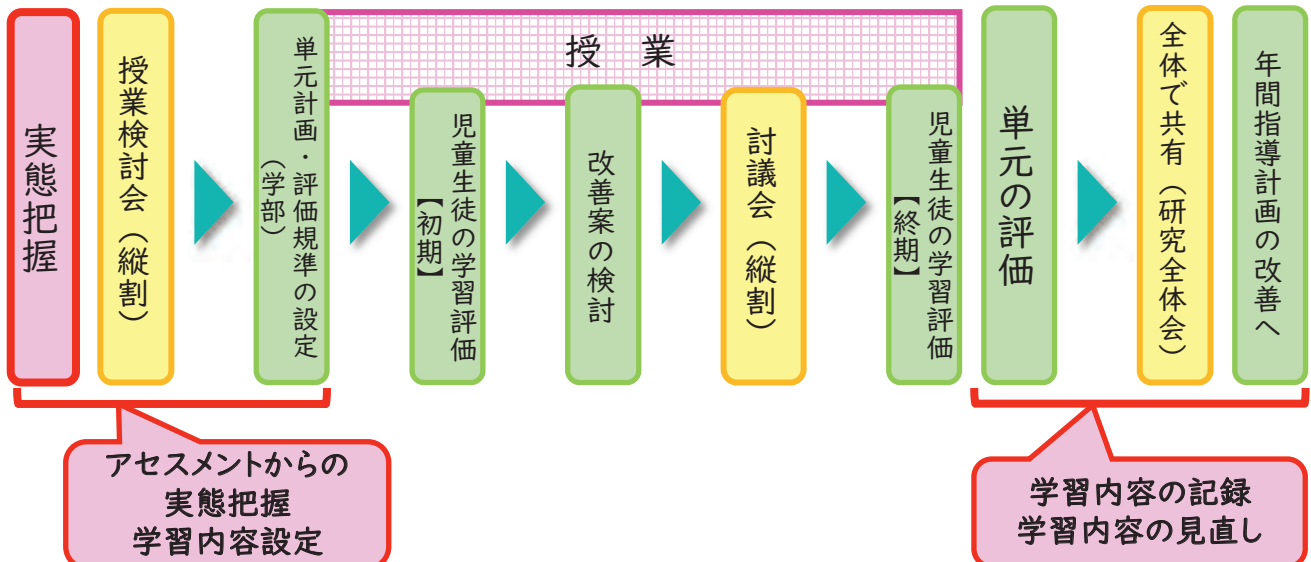 実態把握
授業検討会（縦割）
単元計画・評価規準の設定
（学部）
授　業
児童生徒の学習評価
【初期】
改善案の検討
討議会（縦割）
児童生徒の学習評価
【終期】
単元の評価
全体で共有（研究全体会）
年間指導計画の改善へ
アセスメントからの
実態把握
学習内容設定
学習内容の記録
学習内容の見直し